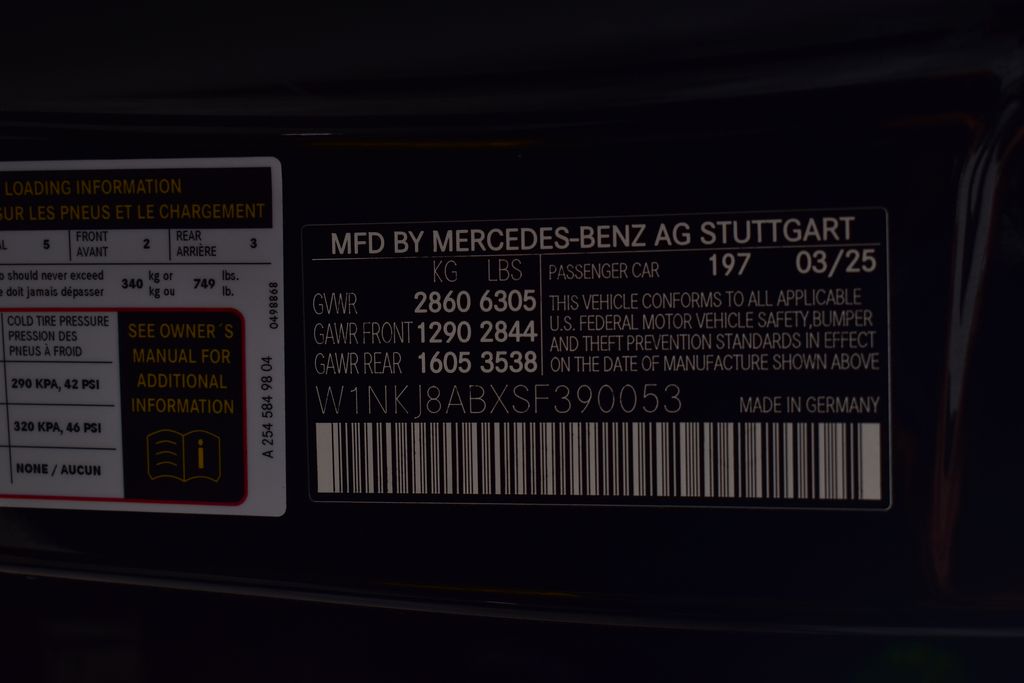 LOADING INFORMATION
SUR LES PNEUS ET LE CHARGEMENT
5 FRONT AVANT 2 REAR ARRIÈRE 3
should never exceed 340 kg or 749 lbs.
doit jamais dépasser kg ou lb.
COLD TIRE PRESSURE
PRESSION DES
PNEUS À FROID
290 KPA, 42 PSI
320 KPA, 46 PSI
NONE / AUCUN
SEE OWNER´S
MANUAL FOR
ADDITIONAL
INFORMATION
i
0498868
A 254 584 98 04
MFD BY MERCEDES-BENZ AG STUTTGART
KG LBS
GVWR 2860 6305
GAWR FRONT 1290 2844
GAWR REAR 1605 3538
PASSENGER CAR 197 03/25
THIS VEHICLE CONFORMS TO ALL APPLICABLE
U.S. FEDERAL MOTOR VEHICLE SAFETY,BUMPER
AND THEFT PREVENTION STANDARDS IN EFFECT
ON THE DATE OF MANUFACTURE SHOWN ABOVE
W1NKJ8ABXSF390053
MADE IN GERMANY